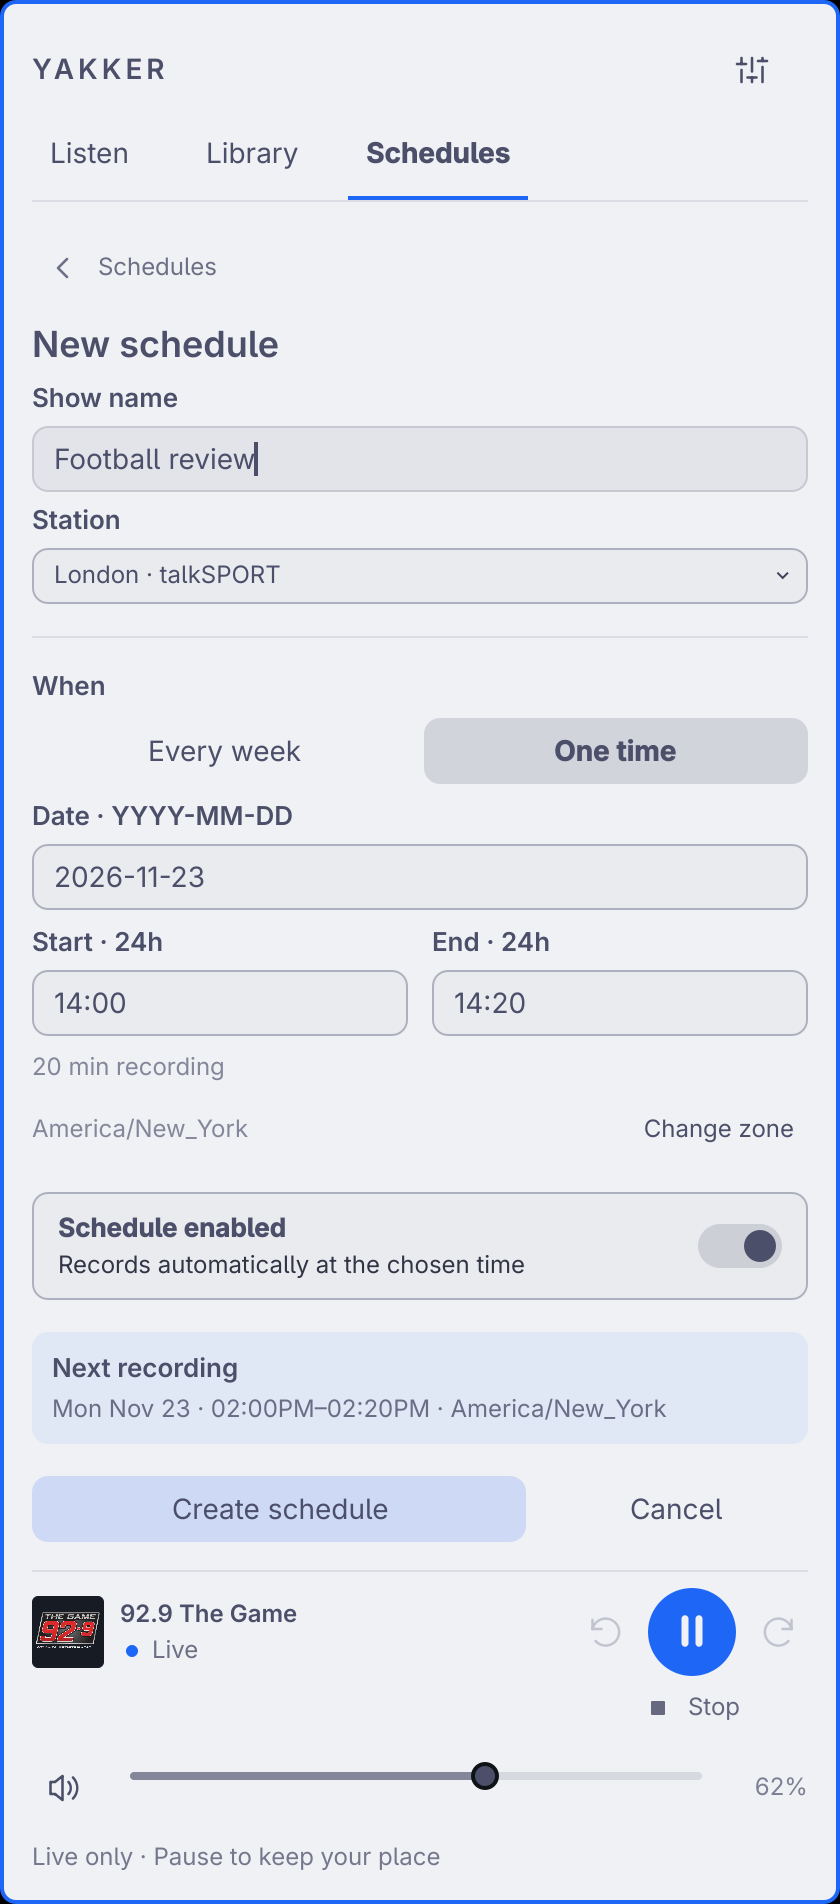 YAKKER
Listen Library Schedules
Schedules
New schedule
Show name
Football review
Station
London · talkSPORT
When
Every week One time
Date · YYYY-MM-DD
2026-11-23
Start · 24h End · 24h
14:00 14:20
20 min recording
America/New_York Change zone
Schedule enabled
Records automatically at the chosen time
Next recording
Mon Nov 23 · 02:00PM–02:20PM · America/New_York
Create schedule Cancel
THE GAME
92·9
92.9 The Game
Live
Stop
62%
Live only · Pause to keep your place